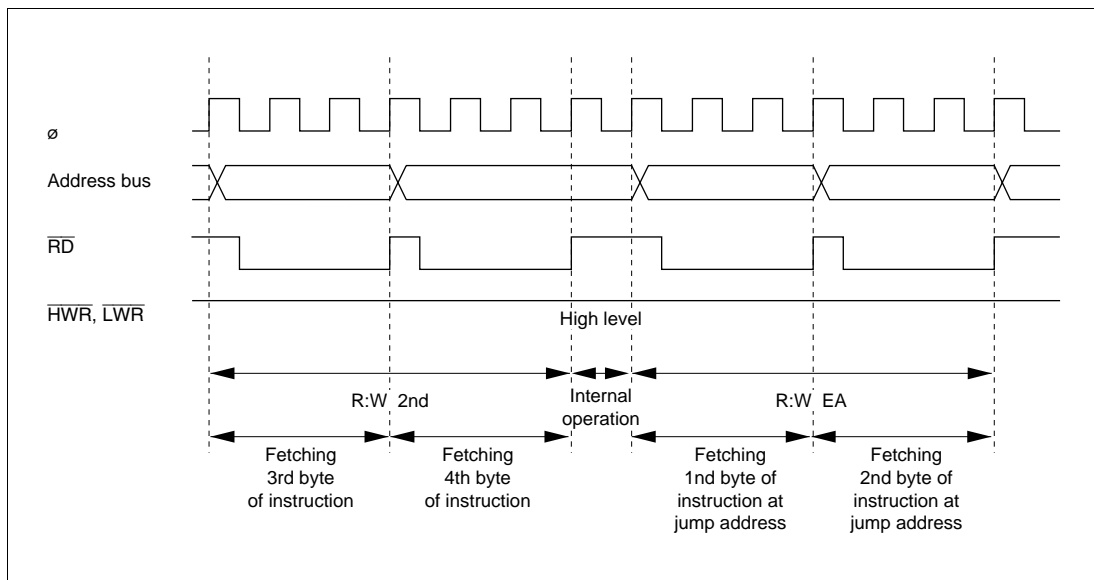 ø
Address bus
RD
HWR, LWR
High level
R:W 2nd
Internal
operation
R:W EA
Fetching
3rd byte
of instruction
Fetching
4th byte
of instruction
Fetching
1nd byte of
instruction at
jump address
Fetching
2nd byte of
instruction at
jump address